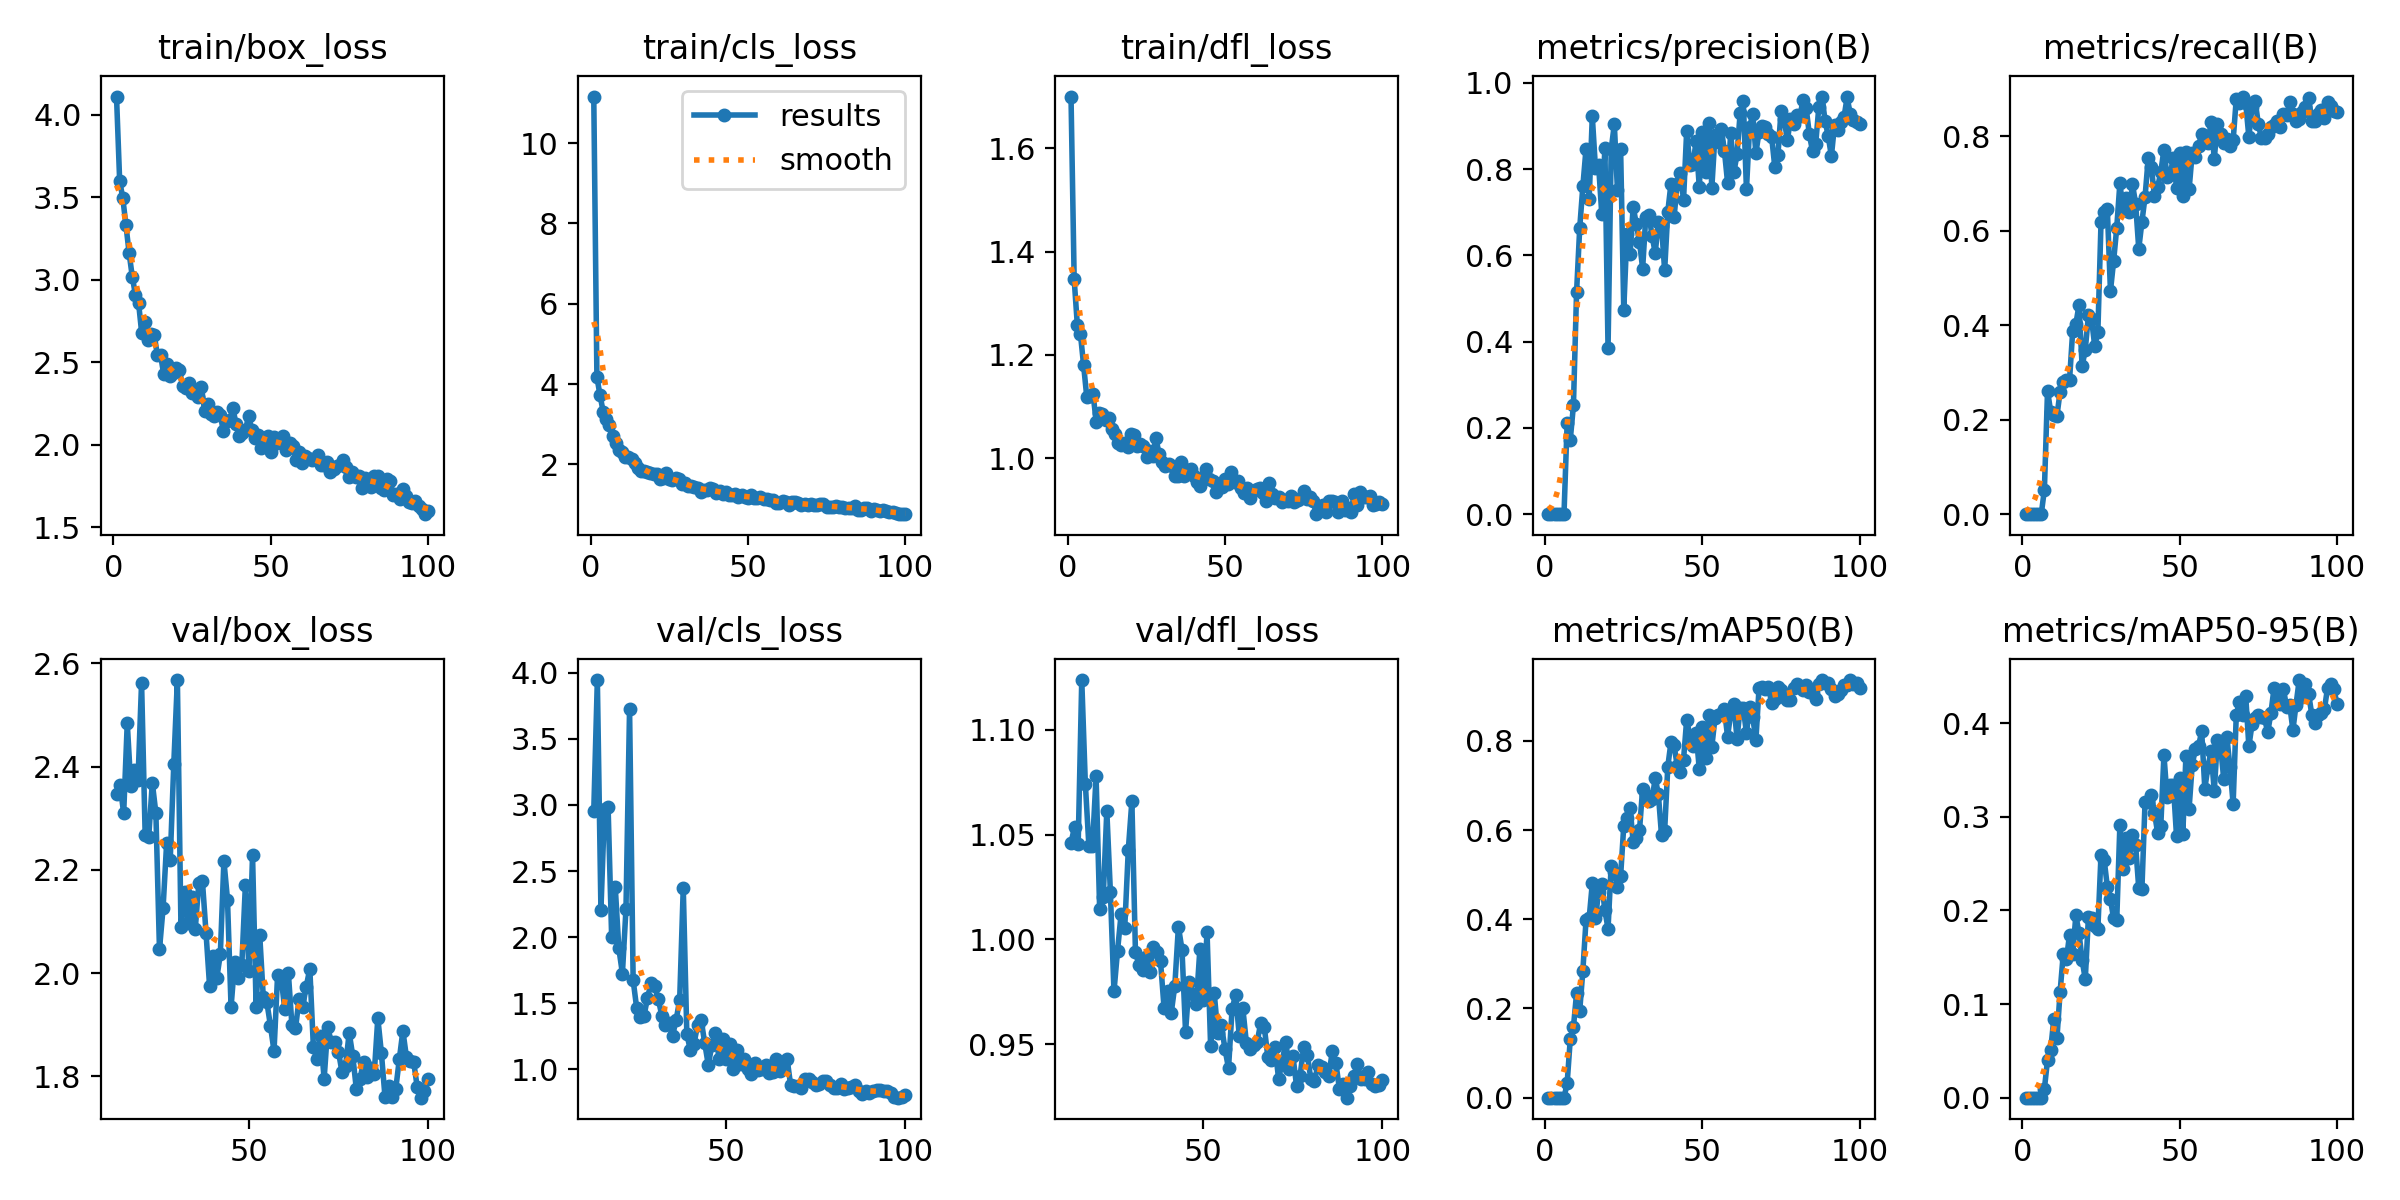 train/box_loss
4.0
3.5
3.0
2.5
2.0
1.5
0 50 100
train/cls_loss
results
smooth
10
8
6
4
2
0 50 100
train/dfl_loss
1.6
1.4
1.2
1.0
0 50 100
metrics/precision(B)
1.0
0.8
0.6
0.4
0.2
0.0
0 50 100
metrics/recall(B)
0.8
0.6
0.4
0.2
0.0
0 50 100
val/box_loss
2.6
2.4
2.2
2.0
1.8
50 100
val/cls_loss
4.0
3.5
3.0
2.5
2.0
1.5
1.0
50 100
val/dfl_loss
1.10
1.05
1.00
0.95
50 100
metrics/mAP50(B)
0.8
0.6
0.4
0.2
0.0
0 50 100
metrics/mAP50-95(B)
0.4
0.3
0.2
0.1
0.0
0 50 100